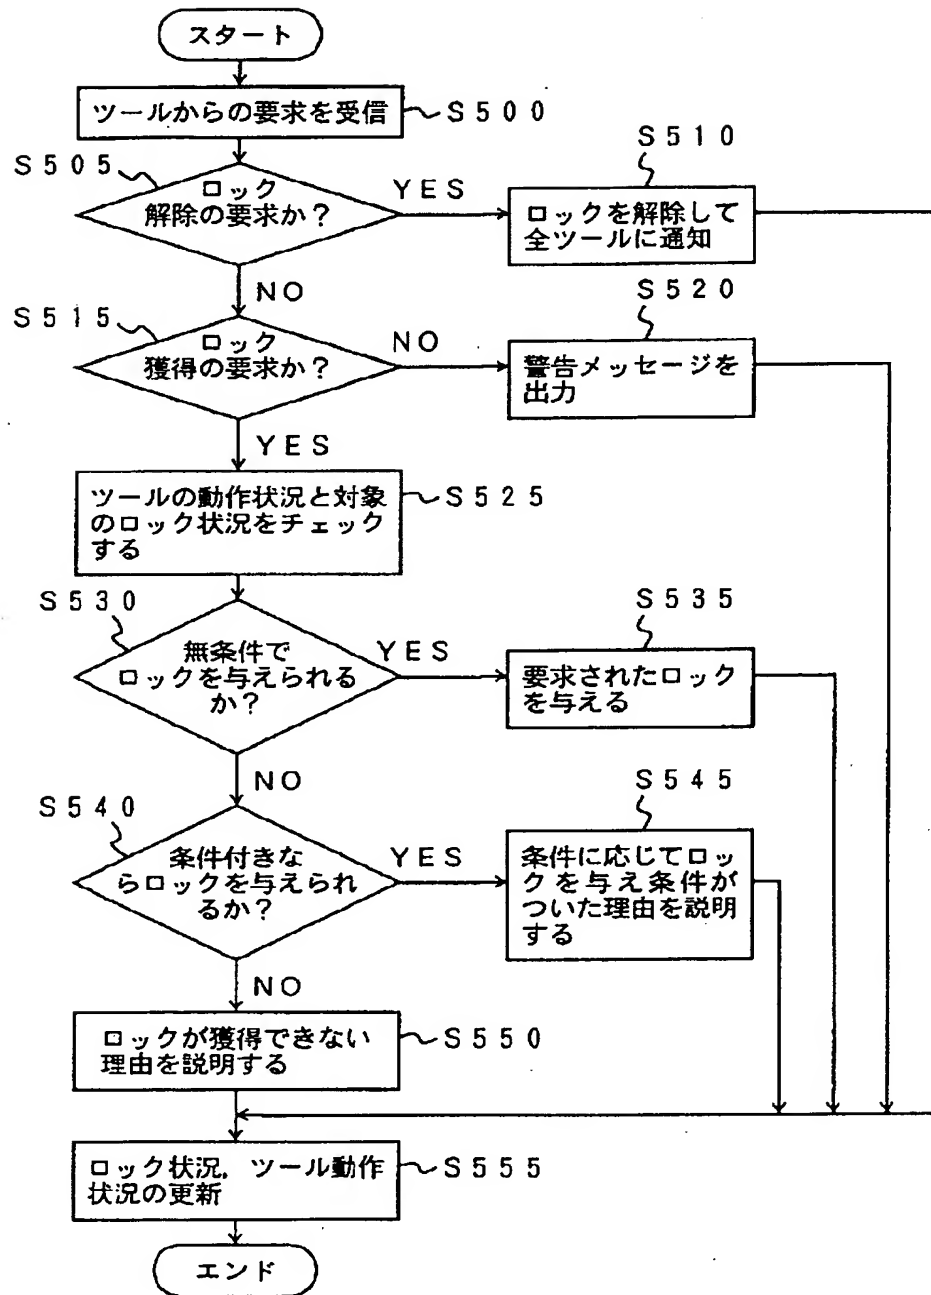 スタート
ツールからの要求を受信
S500
S505
ロック
解除の要求か?
YES
S510
ロックを解除して
全ツールに通知
NO
S515
ロック
獲得の要求か?
NO
S520
警告メッセージを
出力
YES
ツールの動作状況と対象
のロック状況をチェック
する
S525
S530
無条件で
ロックを与えられる
か?
YES
S535
要求されたロック
を与える
NO
S540
条件付きな
らロックを与えられ
るか?
YES
S545
条件に応じてロッ
クを与え条件が
ついた理由を説明
する
NO
ロックが獲得できない
理由を説明する
S550
ロック状況, ツール動作
状況の更新
S555
エンド